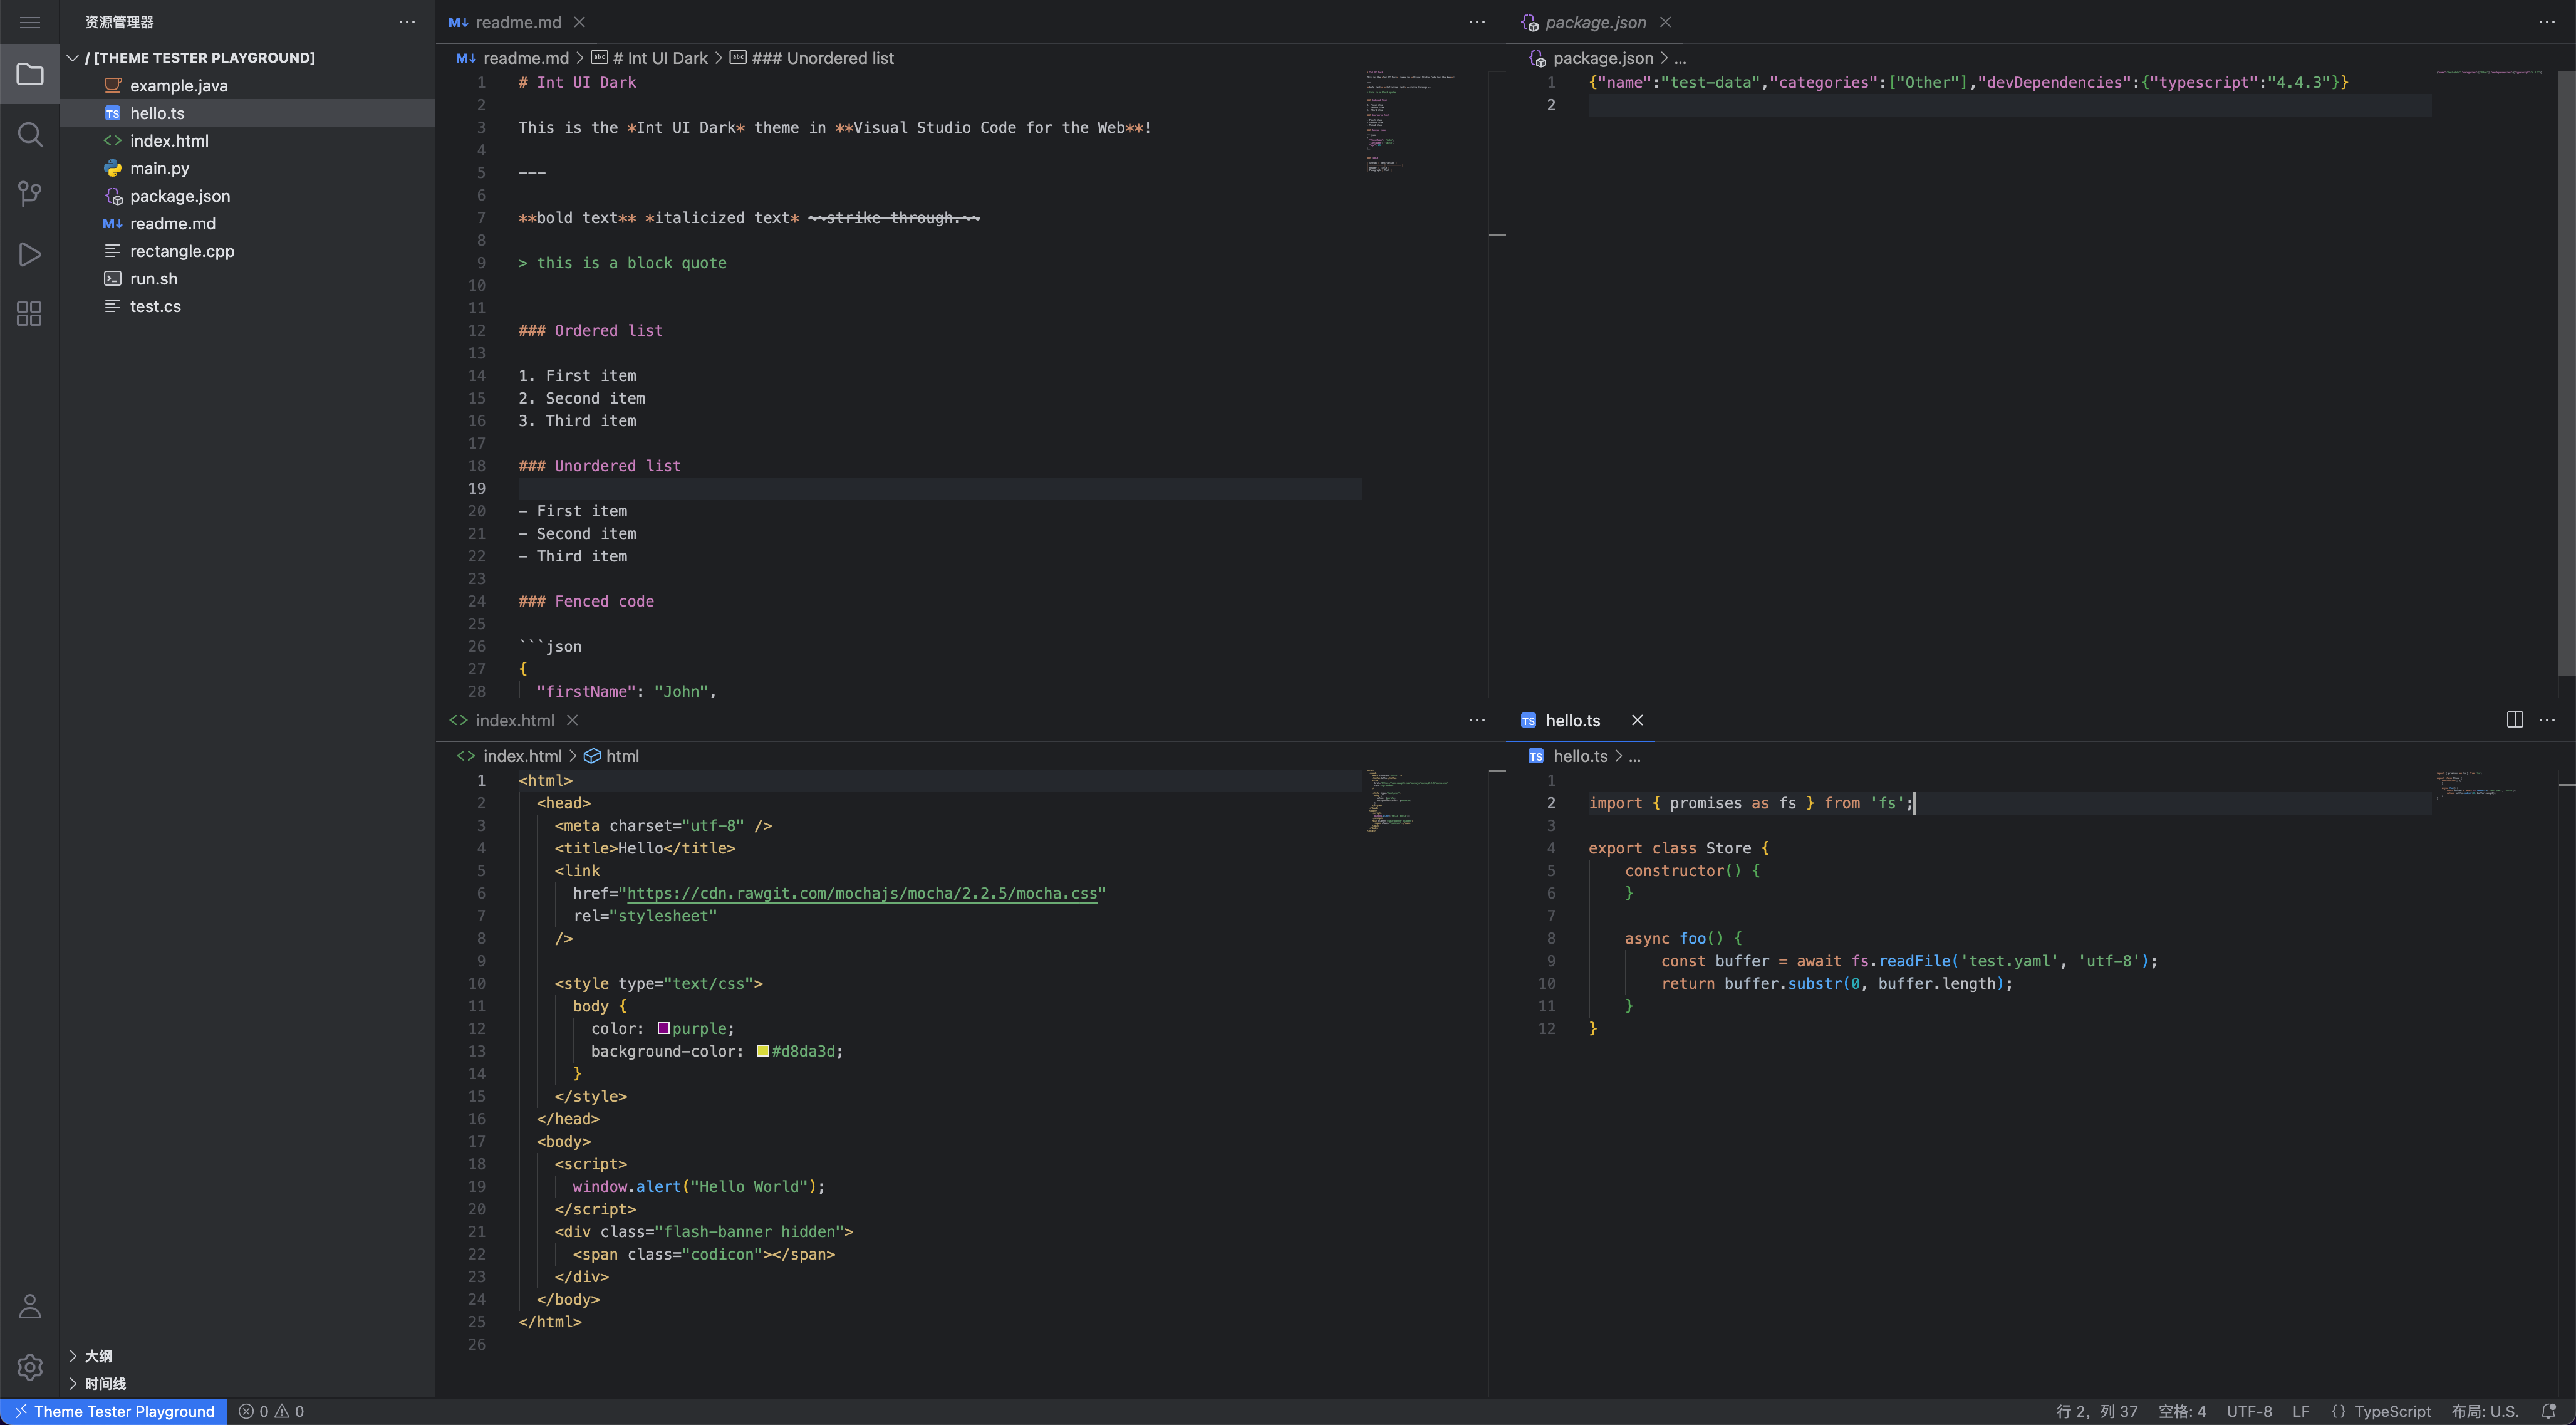 资源管理器
/ [THEME TESTER PLAYGROUND]
example.java
hello.ts
index.html
main.py
package.json
readme.md
rectangle.cpp
run.sh
test.cs
大纲
时间线
readme.md
readme.md > # Int UI Dark > ### Unordered list
1 # Int UI Dark
2
3 This is the *Int UI Dark* theme in **Visual Studio Code for the Web**!
4
5 ---
6
7 **bold text** *italicized text* ~~strike through.~~
8
9 > this is a block quote
10
11
12 ### Ordered list
13
14 1. First item
15 2. Second item
16 3. Third item
17
18 ### Unordered list
19
20 - First item
21 - Second item
22 - Third item
23
24 ### Fenced code
25
26 ```json
27 {
28   "firstName": "John",
package.json
package.json > ...
1 {"name":"test-data","categories":["Other"],"devDependencies":{"typescript":"4.4.3"}}
2
index.html
index.html > html
1 <html>
2   <head>
3     <meta charset="utf-8" />
4     <title>Hello</title>
5     <link
6       href="https://cdn.rawgit.com/mochajs/mocha/2.2.5/mocha.css"
7       rel="stylesheet"
8     />
9
10     <style type="text/css">
11       body {
12         color: purple;
13         background-color: #d8da3d;
14       }
15     </style>
16   </head>
17   <body>
18     <script>
19       window.alert("Hello World");
20     </script>
21     <div class="flash-banner hidden">
22       <span class="codicon"></span>
23     </div>
24   </body>
25 </html>
26
TS hello.ts
TS hello.ts > ...
1
2 import { promises as fs } from 'fs';
3
4 export class Store {
5     constructor() {
6     }
7
8     async foo() {
9         const buffer = await fs.readFile('test.yaml', 'utf-8');
10         return buffer.substr(0, buffer.length);
11     }
12 }
Theme Tester Playground 0 0 行 2，列 37 空格: 4 UTF-8 LF {} TypeScript 布局: U.S.